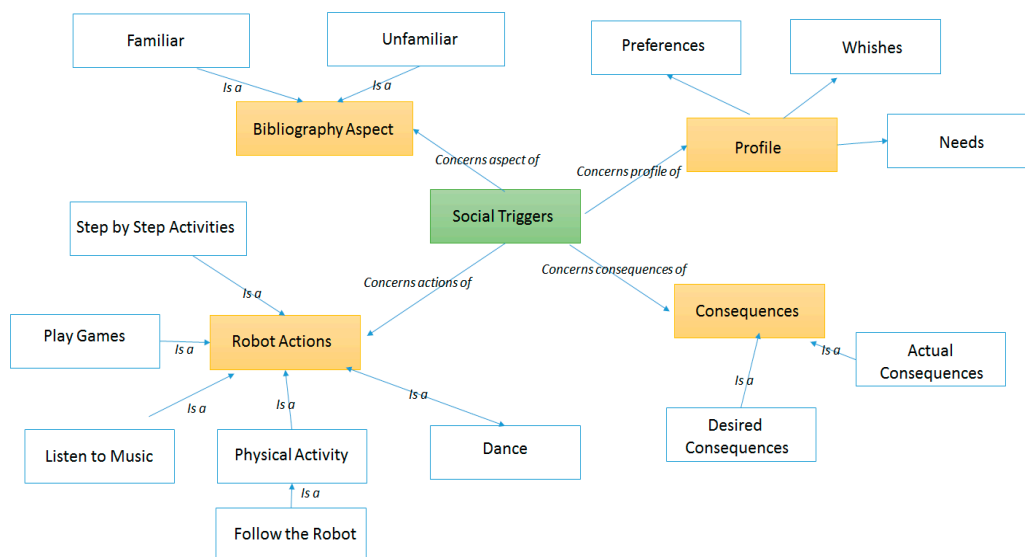 Familiar
Unfamiliar
Preferences
Whishes
Is a
Is a
Bibliography Aspect
Profile
Needs
Concerns aspect of
Concerns profile of
Social Triggers
Step by Step Activities
Concerns actions of
Concerns consequences of
Is a
Consequences
Play Games
Is a
Robot Actions
Is a
Actual
Consequences
Is a
Is a
Is a
Is a
Desired
Consequences
Listen to Music
Physical Activity
Dance
Is a
Follow the Robot